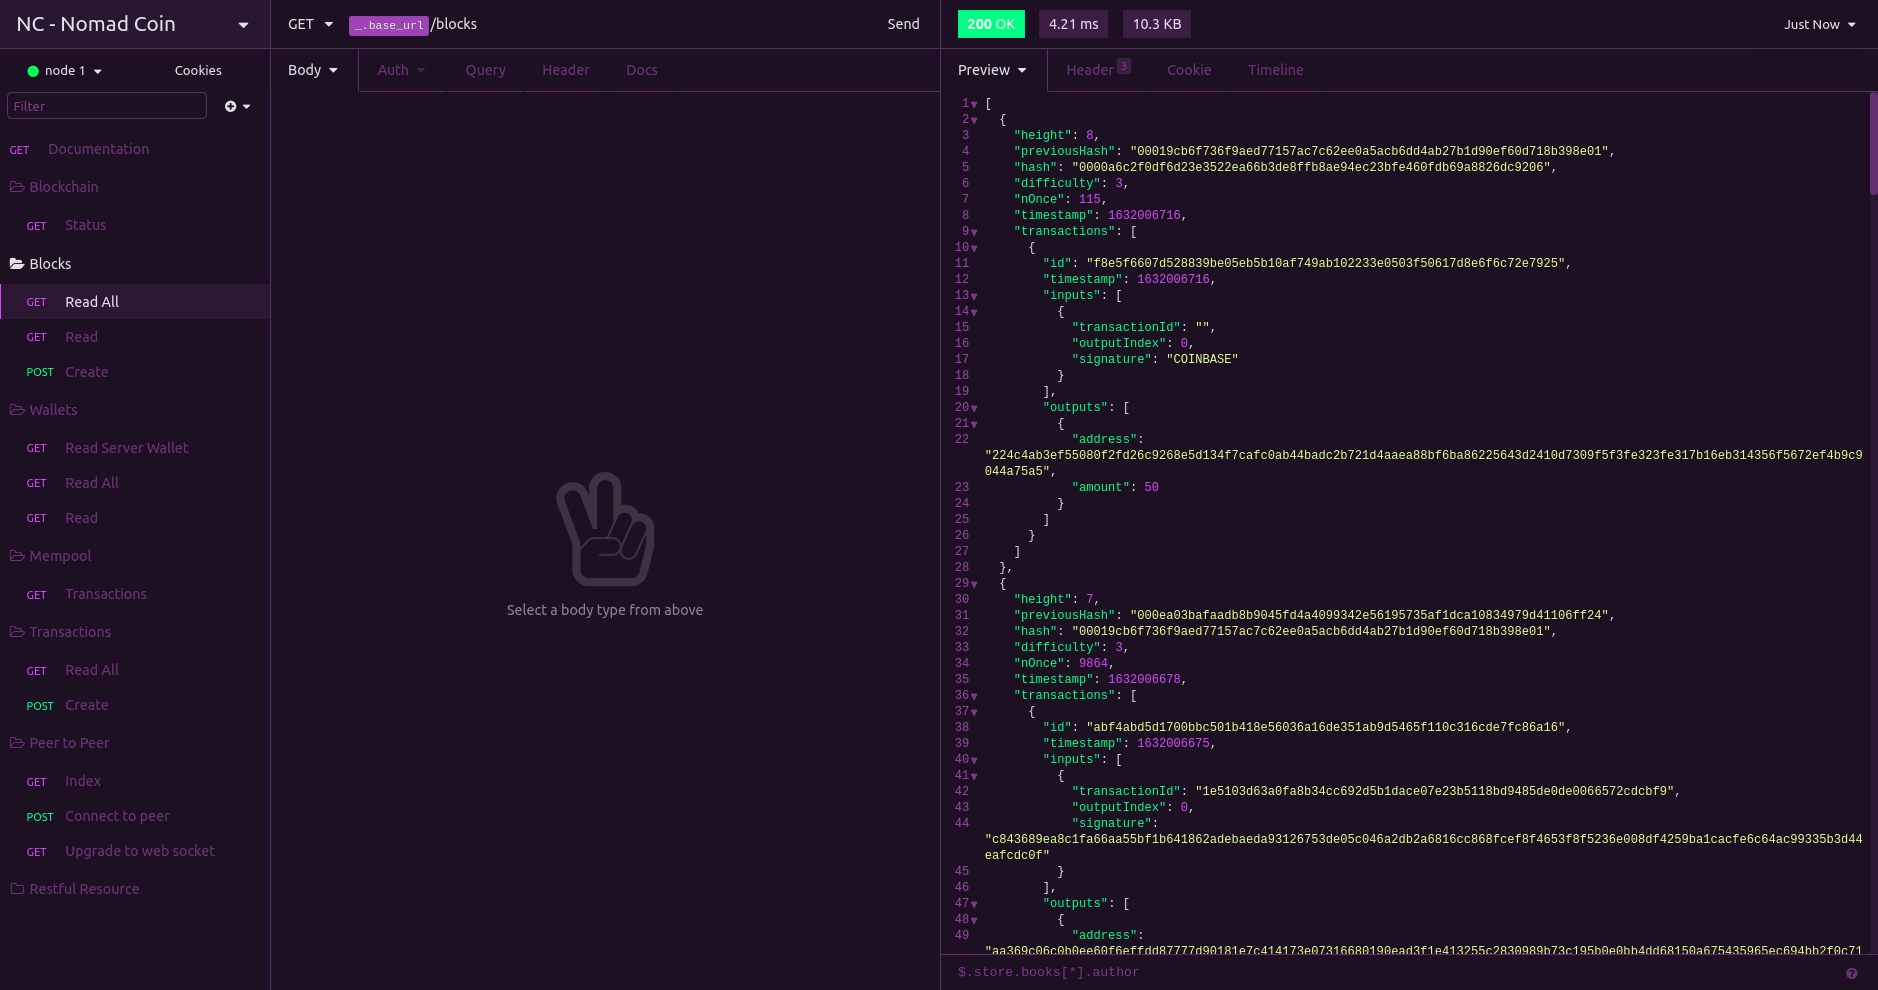 NC - Nomad Coin
node 1
Cookies
Filter
GET Documentation
Blockchain
GET Status
Blocks
GET Read All
GET Read
POST Create
Wallets
GET Read Server Wallet
GET Read All
GET Read
Mempool
GET Transactions
Transactions
GET Read All
POST Create
Peer to Peer
GET Index
POST Connect to peer
GET Upgrade to web socket
Restful Resource
GET _.base_url/blocks Send
Body Auth Query Header Docs
Select a body type from above
200 OK 4.21 ms 10.3 KB Just Now
Preview Header 3 Cookie Timeline
1 [
2 {
3 "height": 8,
4 "previousHash": "00019cb6f736f9aed77157ac7c62ee0a5acb6dd4ab27b1d90ef60d718b398e01",
5 "hash": "0000a6c2f0df6d23e3522ea66b3de8ffb8ae94ec23bfe460fdb69a8826dc9206",
6 "difficulty": 3,
7 "nOnce": 115,
8 "timestamp": 1632006716,
9 "transactions": [
10 {
11 "id": "f8e5f6607d528839be05eb5b10af749ab102233e0503f50617d8e6f6c72e7925",
12 "timestamp": 1632006716,
13 "inputs": [
14 {
15 "transactionId": "",
16 "outputIndex": 0,
17 "signature": "COINBASE"
18 }
19 ],
20 "outputs": [
21 {
22 "address":
"224c4ab3ef55080f2fd26c9268e5d134f7cafc0ab44badc2b721d4aaea88bf6ba86225643d2410d7309f5f3fe323fe317b16eb314356f5672ef4b9c9
044a75a5",
23 "amount": 50
24 }
25 ]
26 }
27 ]
28 },
29 {
30 "height": 7,
31 "previousHash": "000ea03bafaadb8b9045fd4a4099342e56195735af1dca10834979d41106ff24",
32 "hash": "00019cb6f736f9aed77157ac7c62ee0a5acb6dd4ab27b1d90ef60d718b398e01",
33 "difficulty": 3,
34 "nOnce": 9864,
35 "timestamp": 1632006678,
36 "transactions": [
37 {
38 "id": "abf4abd5d1700bbc501b418e56036a16de351ab9d5465f110c316cde7fc86a16",
39 "timestamp": 1632006675,
40 "inputs": [
41 {
42 "transactionId": "1e5103d63a0fa8b34cc692d5b1dace07e23b5118bd9485de0de0066572cdcbf9",
43 "outputIndex": 0,
44 "signature":
"c843689ea8c1fa66aa55bf1b641862adebaeda93126753de05c046a2db2a6816cc868fcef8f4653f8f5236e008df4259ba1cacfe6c64ac99335b3d44
eafcdc0f"
45 }
46 ],
47 "outputs": [
48 {
49 "address":
"aa369c06c0b0ee60f6effdd87777d90181e7c414173e07316680190ead3f1e413255c2830989b73c195b0e0bb4dd68150a675435965ec694bb2f0c71
$.store.books[*].author